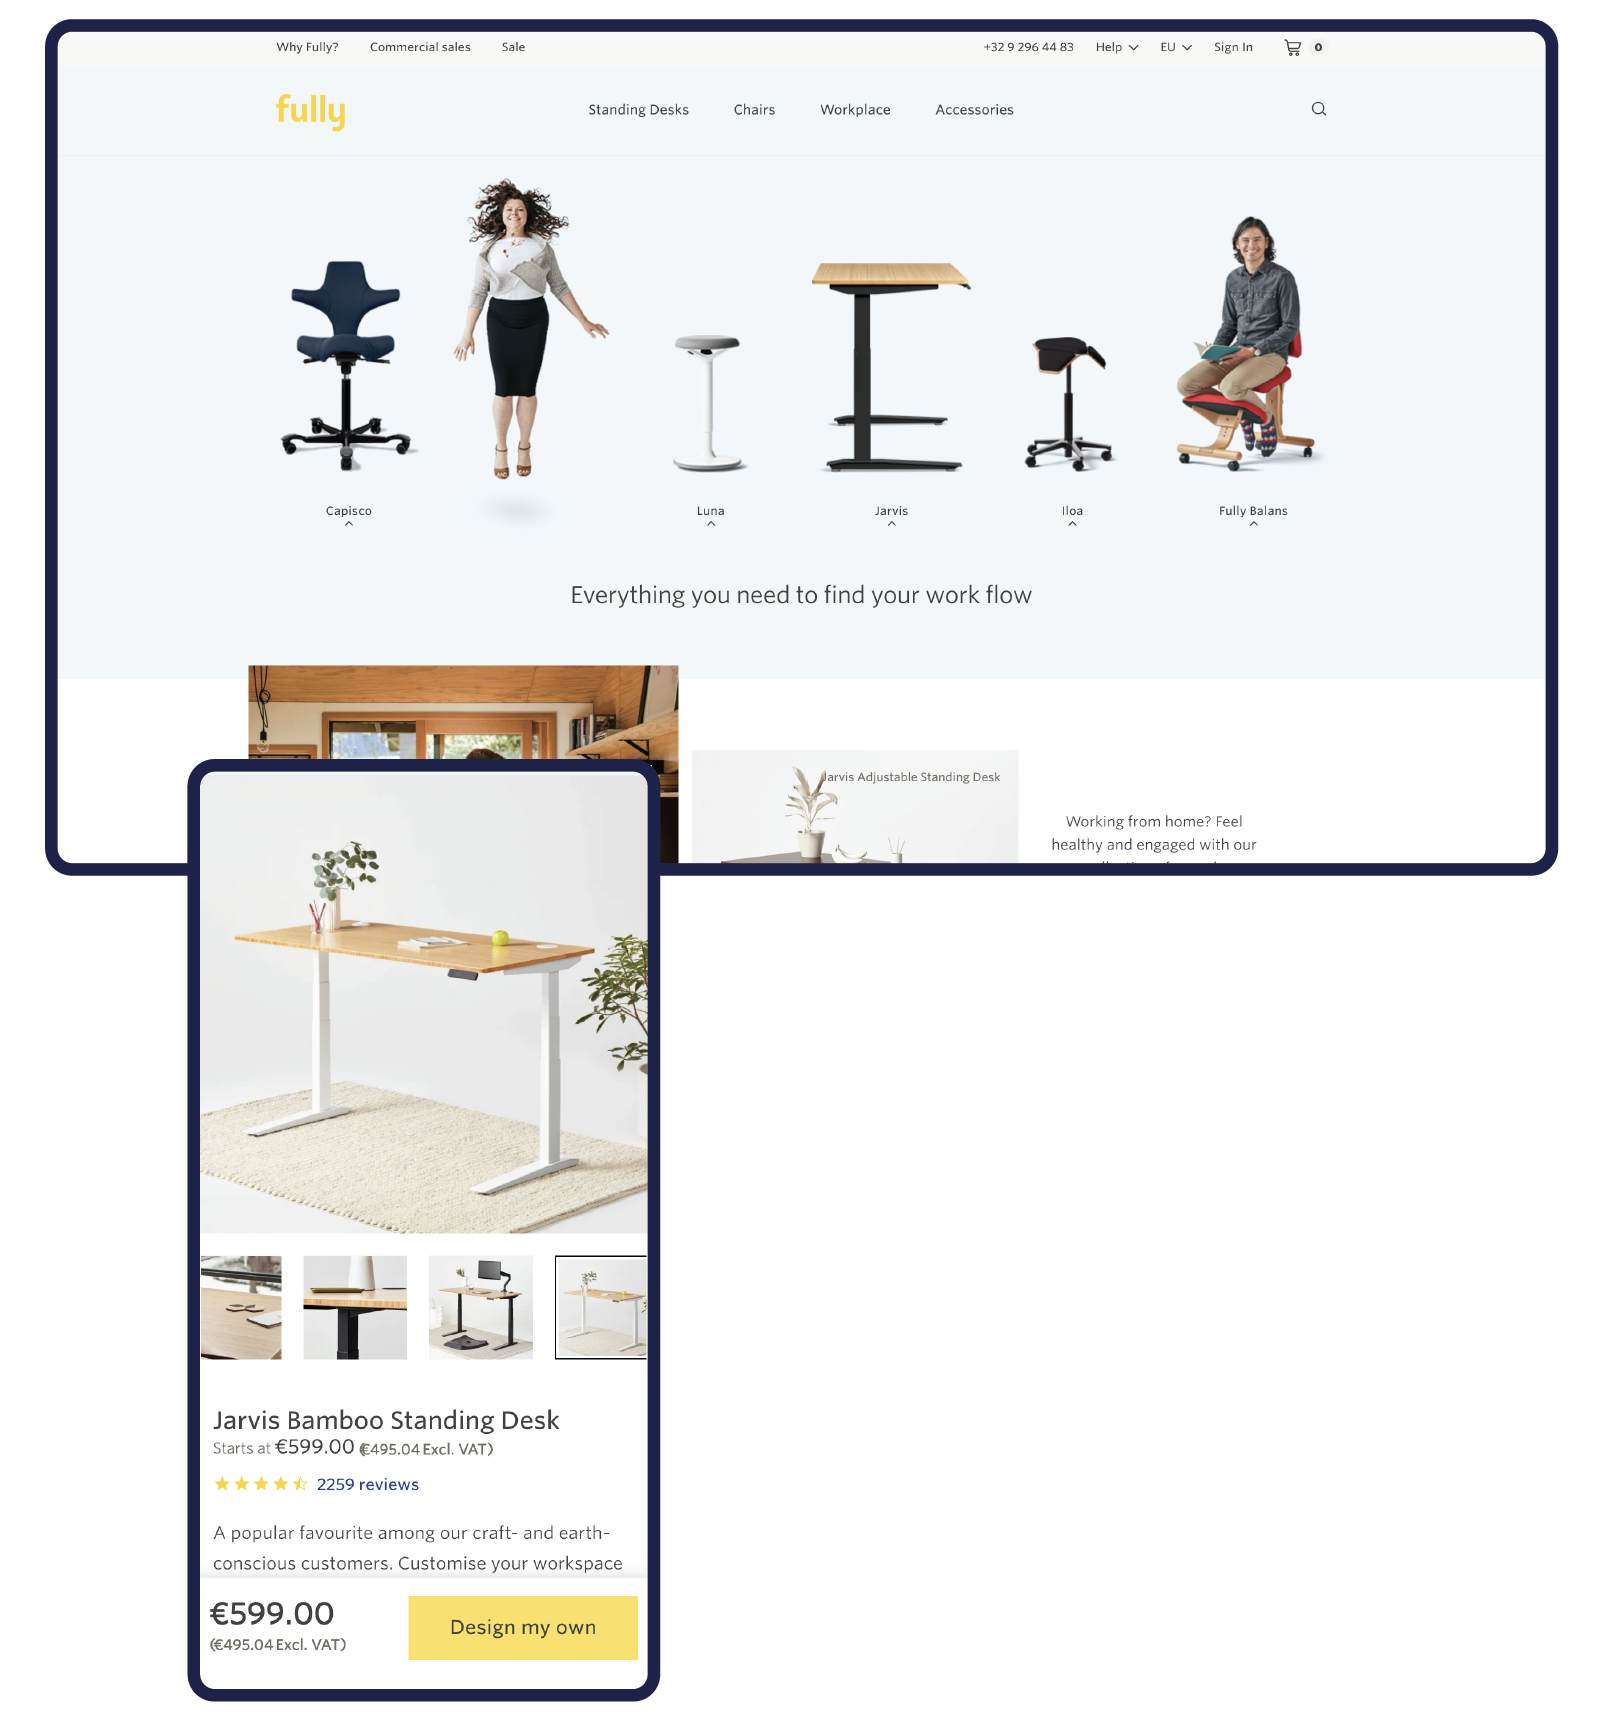 Why Fully? Commercial sales Sale +32 9 296 44 83 Help EU Sign In 0
fully Standing Desks Chairs Workplace Accessories
Capisco Luna Jarvis Iloa Fully Balans
Everything you need to find your work flow
Jarvis Adjustable Standing Desk
Working from home? Feel
healthy and engaged with our
Jarvis Bamboo Standing Desk
Starts at €599.00 (€495.04 Excl. VAT)
2259 reviews
A popular favourite among our craft- and earth-
conscious customers. Customise your workspace
€599.00
(€495.04 Excl. VAT)
Design my own